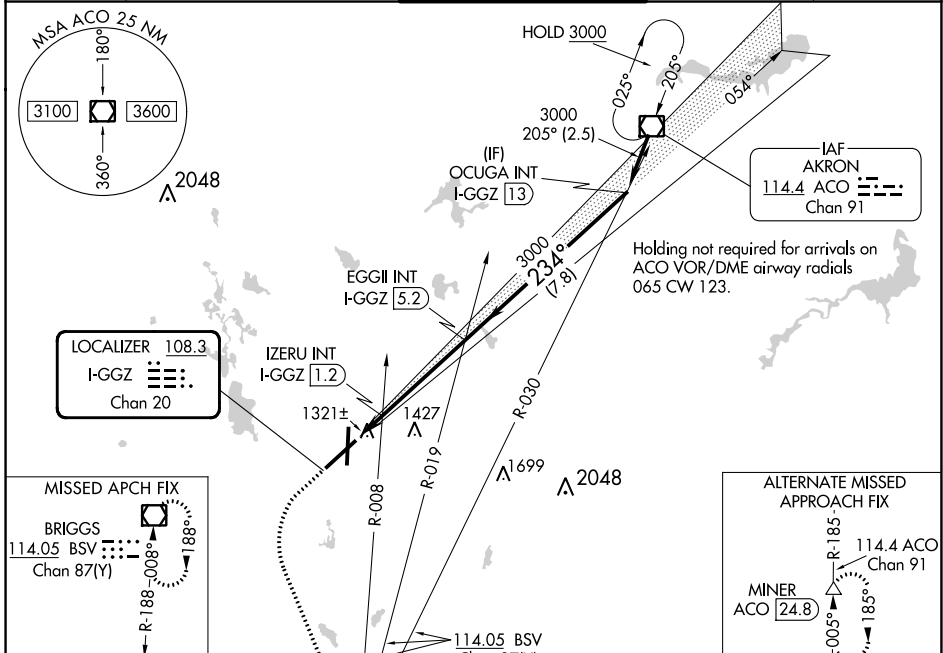 MSA ACO 25 NM
180°
3100
3600
360°
2048
HOLD 3000
025°
205°
054°
3000
205° (2.5)
(IF)
OCUGA INT
I-GGZ 13
IAF
AKRON
114.4 ACO
Chan 91
Holding not required for arrivals on
ACO VOR/DME airway radials
065 CW 123.
3000
234°
(7.8)
EGGII INT
I-GGZ 5.2
LOCALIZER 108.3
I-GGZ
Chan 20
IZERU INT
I-GGZ 1.2
1321±
1427
R-030
R-019
R-008
1699
2048
MISSED APCH FIX
BRIGGS
114.05 BSV
Chan 87(Y)
188°
R-188
008°
ALTERNATE MISSED
APPROACH FIX
R-185
114.4 ACO
Chan 91
MINER
ACO 24.8
005°
185°
114.05 BSV